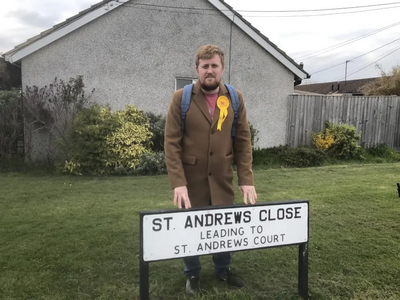 ST. ANDREWS CLOSE
LEADING TO
ST. ANDREWS COURT